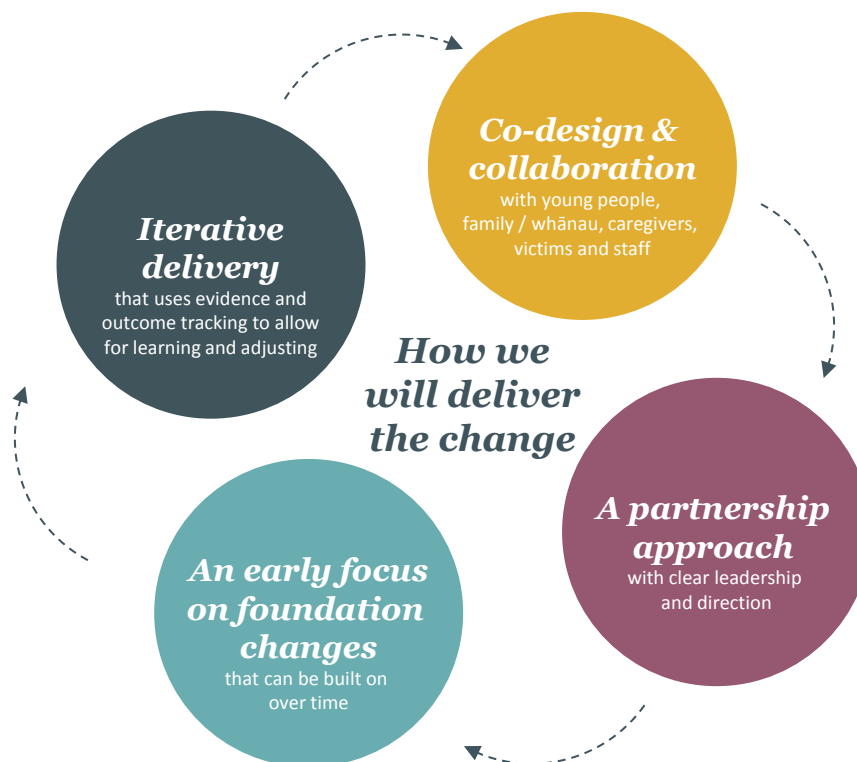 Co-design &
collaboration
with young people,
family / whānau, caregivers,
victims and staff
Iterative
delivery
that uses evidence and
outcome tracking to allow
for learning and adjusting
How we
will deliver
the change
A partnership
approach
with clear leadership
and direction
An early focus
on foundation
changes
that can be built on
over time